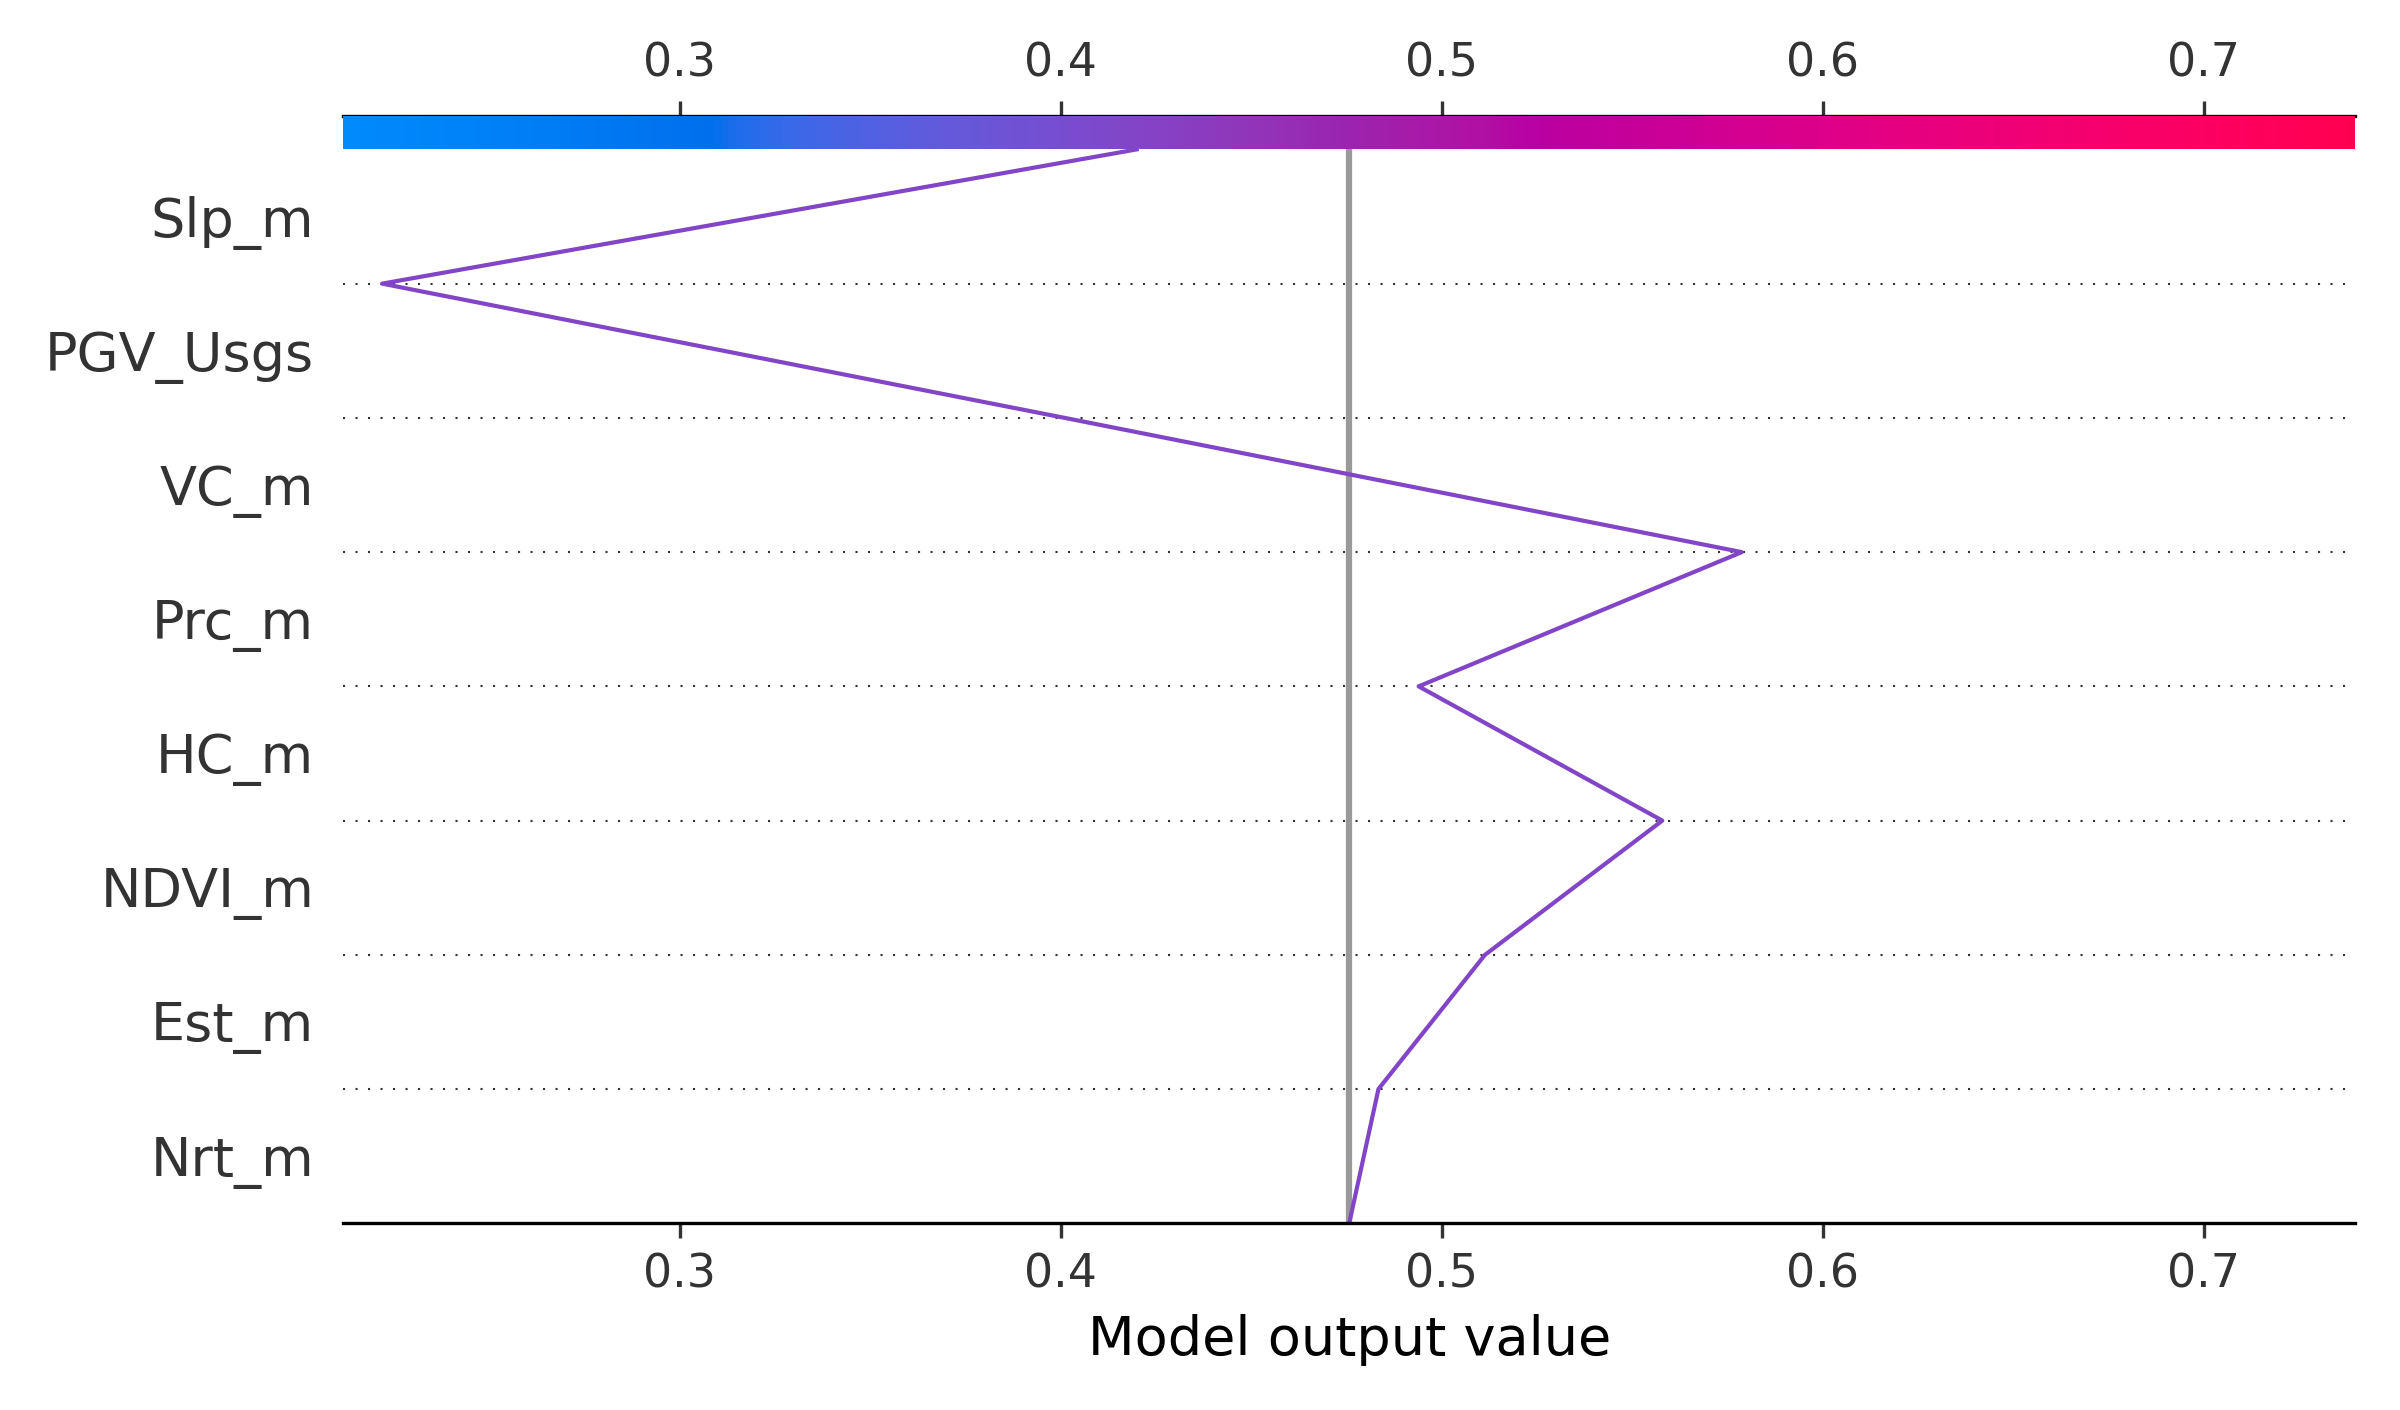 0.3 0.4 0.5 0.6 0.7
Slp_m
PGV_Usgs
VC_m
Prc_m
HC_m
NDVI_m
Est_m
Nrt_m
0.3 0.4 0.5 0.6 0.7
Model output value